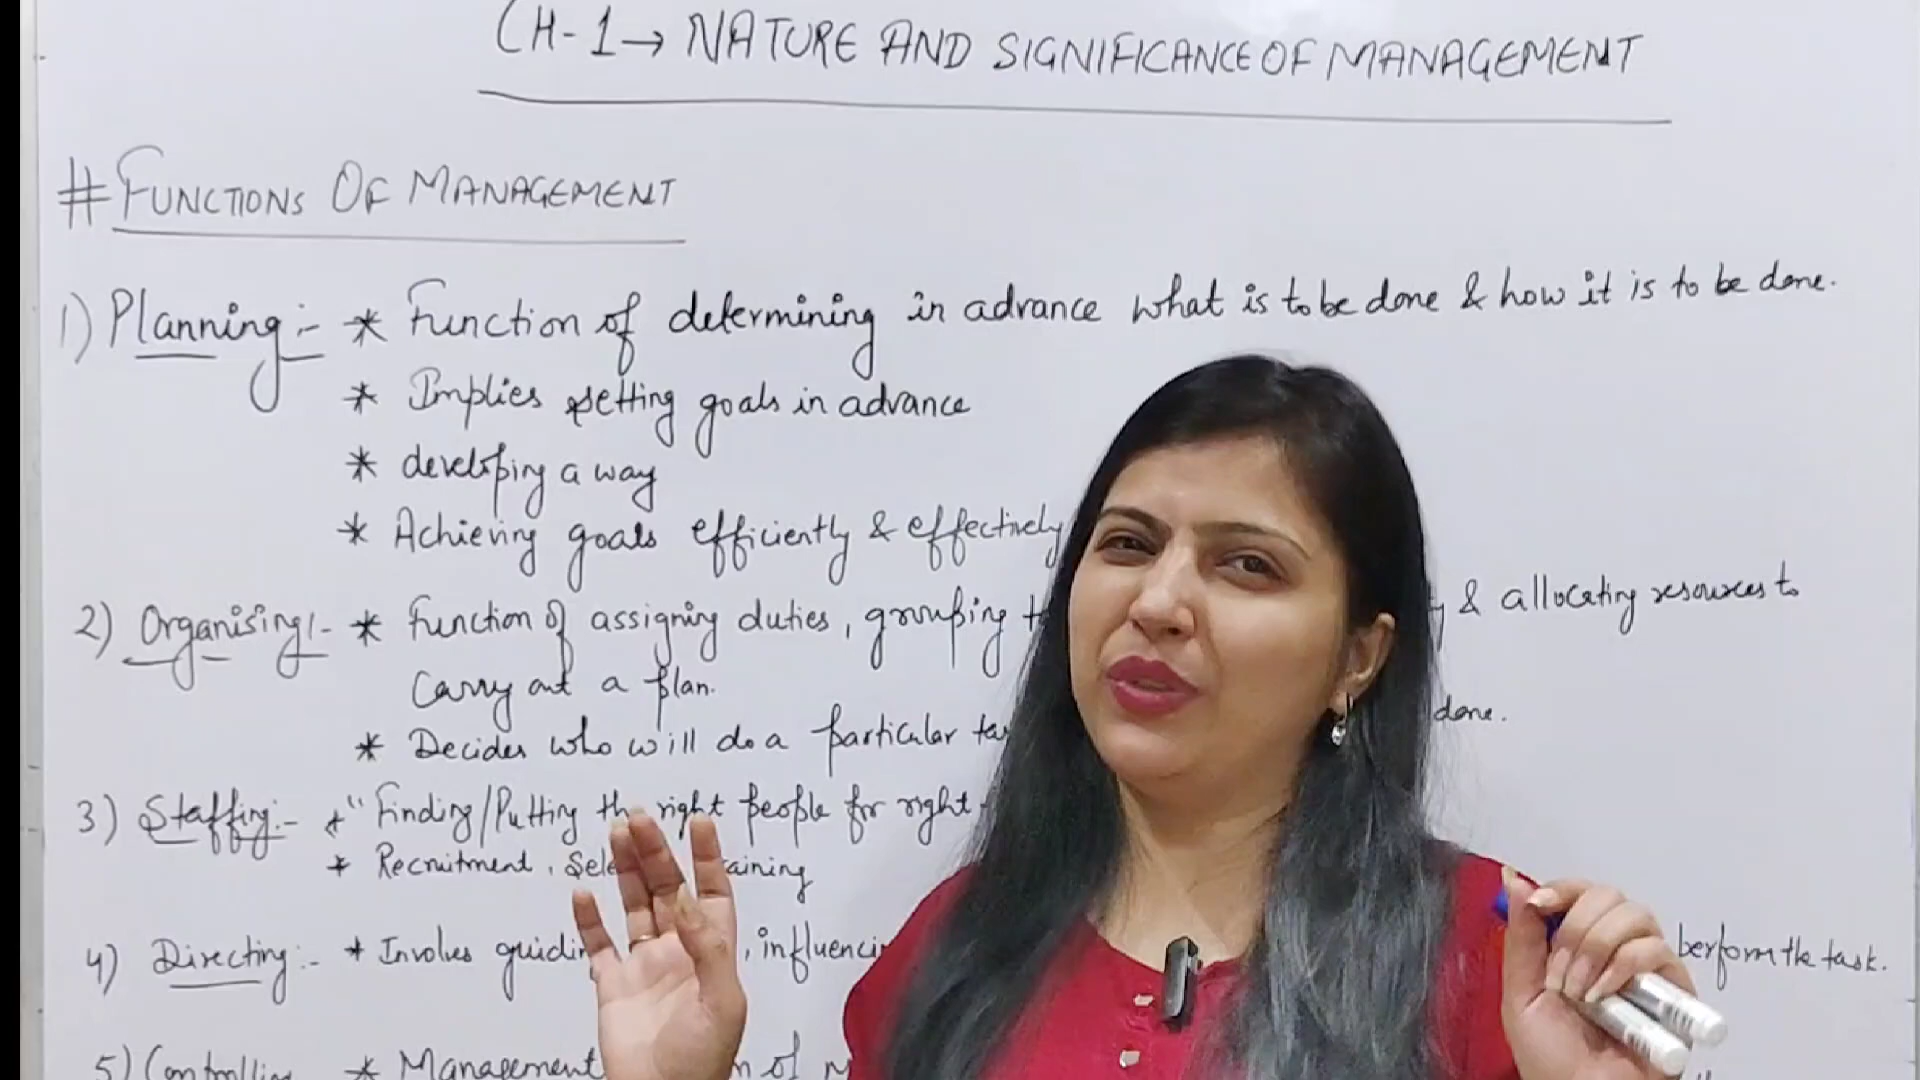 CH-1→ NATURE AND SIGNIFICANCE OF MANAGEMENT
# FUNCTIONS OF MANAGEMENT
1) Planning :- * Function of determining in advance what is to be done & how it is to be done.
* Implies setting goals in advance
* developing a way
* Achieving goals efficiently & effectively
2) Organising :- * Function of assigning duties, grouping & allocating resources to
Carry out a plan.
* Decides who will do a particular done.
3) Staffing :- * "Finding/Putting the right people for right
* Recruitment,
4) Directing :- * Involves perform the task.
5) Controlling * Management of